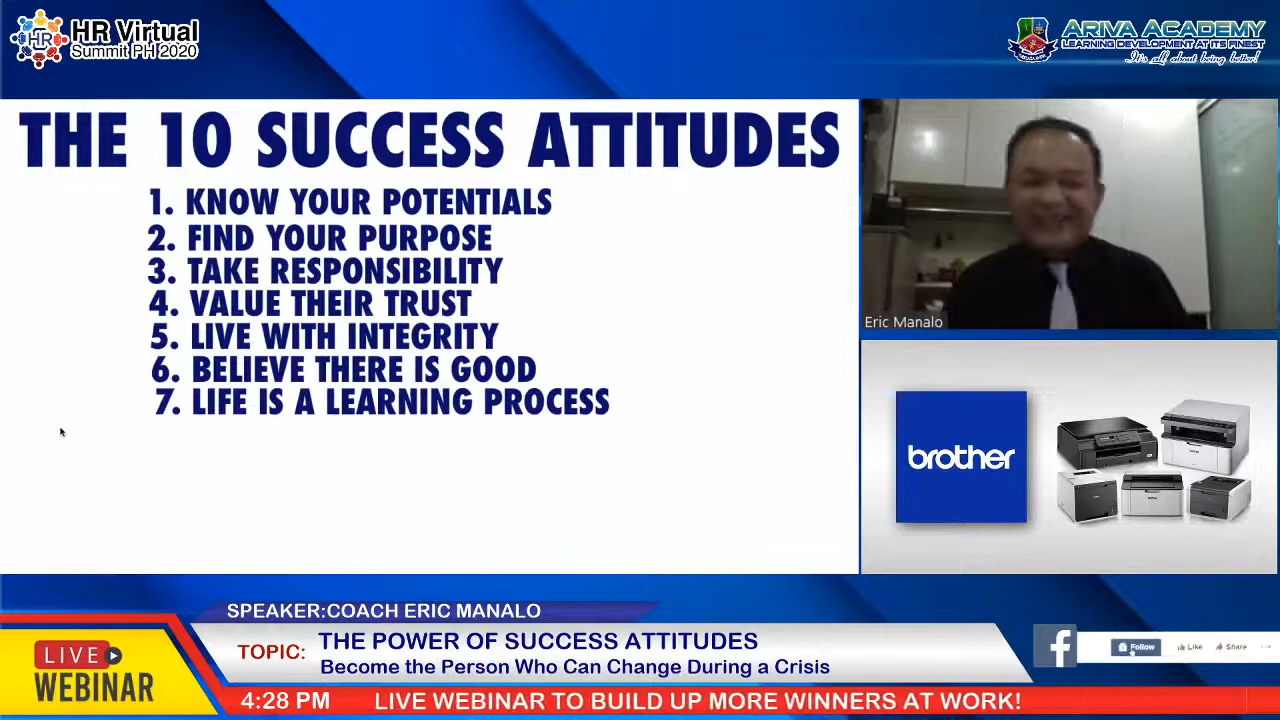 HR
HR Virtual
Summit PH 2020
ARIVA ACADEMY
LEARNING DEVELOPMENT AT ITS FINEST
It's all about being better!
THE 10 SUCCESS ATTITUDES
1. KNOW YOUR POTENTIALS
2. FIND YOUR PURPOSE
3. TAKE RESPONSIBILITY
4. VALUE THEIR TRUST
5. LIVE WITH INTEGRITY
6. BELIEVE THERE IS GOOD
7. LIFE IS A LEARNING PROCESS
Eric Manalo
brother
SPEAKER:COACH ERIC MANALO
TOPIC:
THE POWER OF SUCCESS ATTITUDES
Become the Person Who Can Change During a Crisis
Follow
Like
Share
LIVE
WEBINAR
4:28 PM
LIVE WEBINAR TO BUILD UP MORE WINNERS AT WORK!